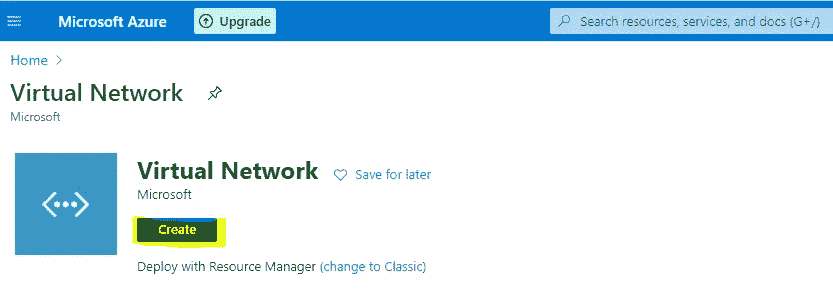 Microsoft Azure Upgrade Search resources, services, and docs (G+/)
Home
Virtual Network
Microsoft
Virtual Network Save for later
Microsoft
Create
Deploy with Resource Manager (change to Classic)